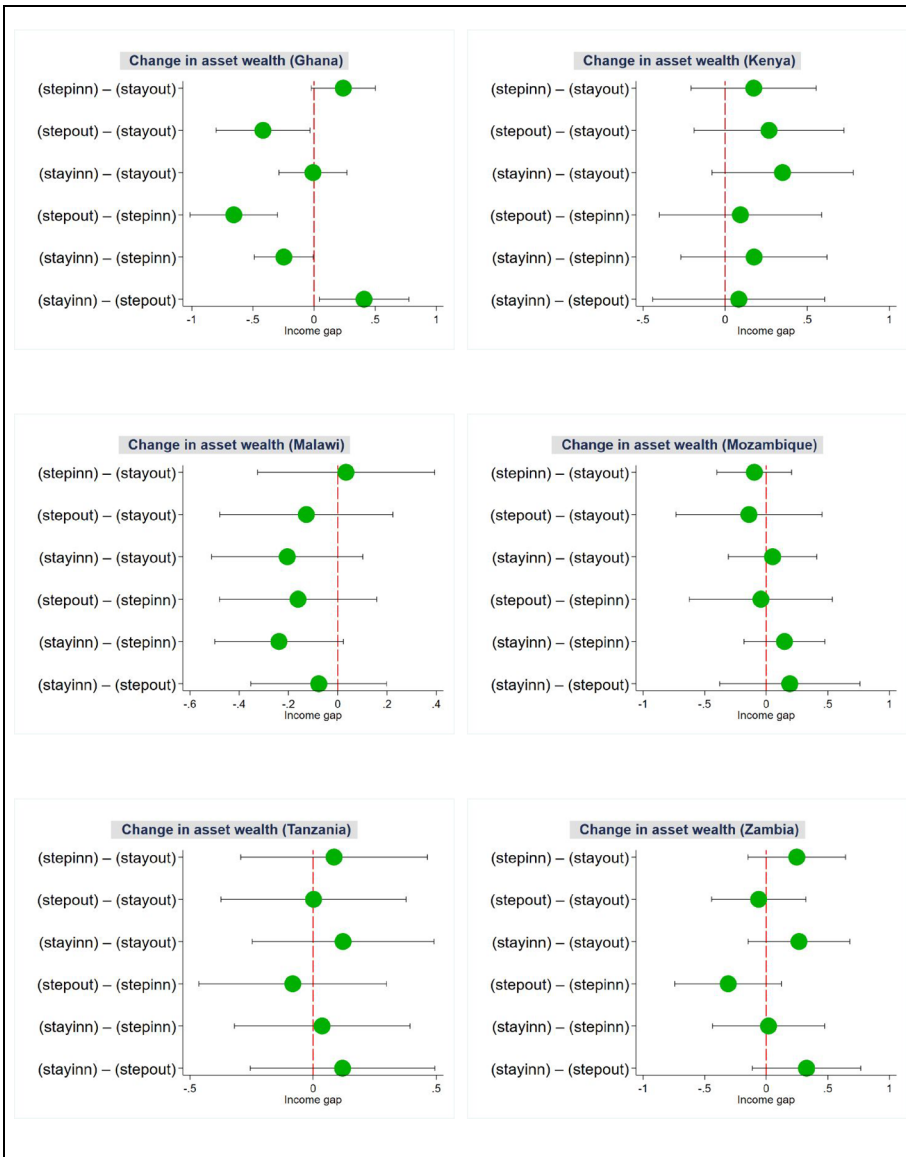 Change in asset wealth (Ghana)
(stepinn) – (stayout)
(stepout) – (stayout)
(stayinn) – (stayout)
(stepout) – (stepinn)
(stayinn) – (stepinn)
(stayinn) – (stepout)
-1 -.5 0 .5 1
Income gap
Change in asset wealth (Kenya)
(stepinn) – (stayout)
(stepout) – (stayout)
(stayinn) – (stayout)
(stepout) – (stepinn)
(stayinn) – (stepinn)
(stayinn) – (stepout)
-.5 0 .5 1
Income gap
Change in asset wealth (Malawi)
(stepinn) – (stayout)
(stepout) – (stayout)
(stayinn) – (stayout)
(stepout) – (stepinn)
(stayinn) – (stepinn)
(stayinn) – (stepout)
-.6 -.4 -.2 0 .2 .4
Income gap
Change in asset wealth (Mozambique)
(stepinn) – (stayout)
(stepout) – (stayout)
(stayinn) – (stayout)
(stepout) – (stepinn)
(stayinn) – (stepinn)
(stayinn) – (stepout)
-1 -.5 0 .5 1
Income gap
Change in asset wealth (Tanzania)
(stepinn) – (stayout)
(stepout) – (stayout)
(stayinn) – (stayout)
(stepout) – (stepinn)
(stayinn) – (stepinn)
(stayinn) – (stepout)
-.5 0 .5
Income gap
Change in asset wealth (Zambia)
(stepinn) – (stayout)
(stepout) – (stayout)
(stayinn) – (stayout)
(stepout) – (stepinn)
(stayinn) – (stepinn)
(stayinn) – (stepout)
-1 -.5 0 .5 1
Income gap